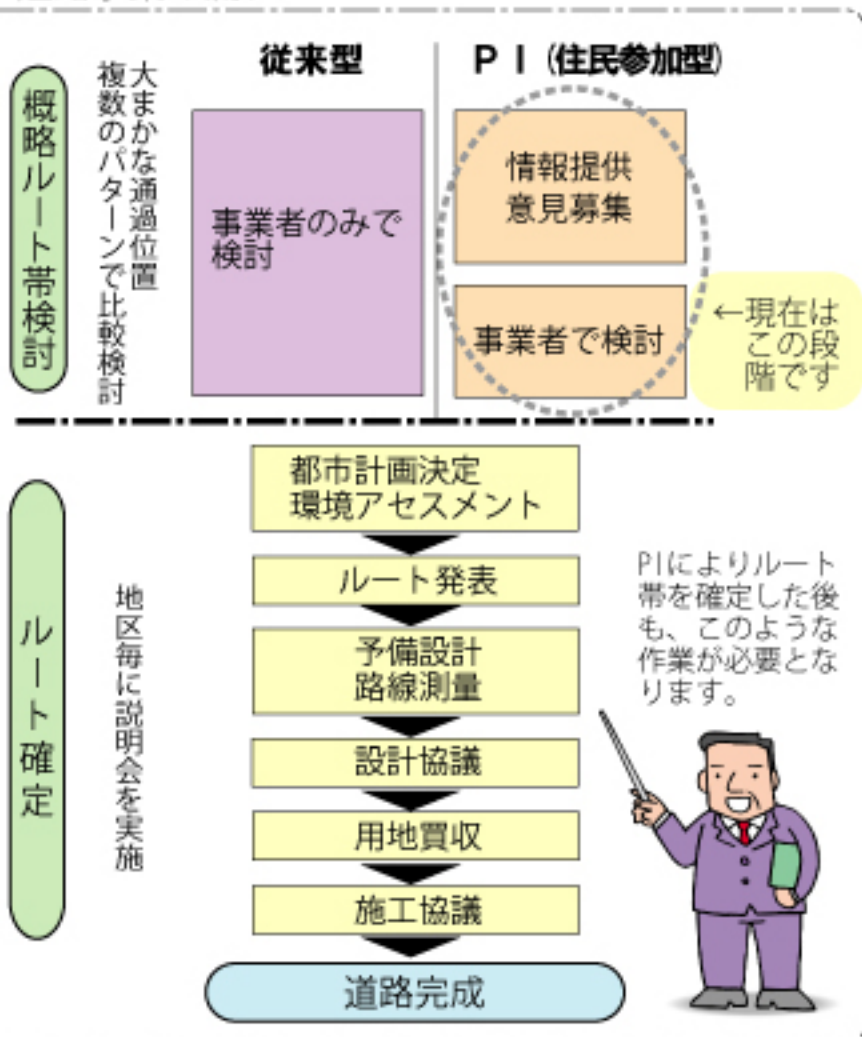 従来型
PI(住民参加型)
概略ルート帯検討
大まかな通過位置
複数のパターンで比較検討
事業者のみで
検討
情報提供
意見募集
事業者で検討
←現在は
この段
階です
ルート確定
地区毎に説明会を実施
都市計画決定
環境アセスメント
ルート発表
予備設計
路線測量
設計協議
用地買収
施工協議
道路完成
PIによりルート
帯を確定した後
も、このような
作業が必要とな
ります。